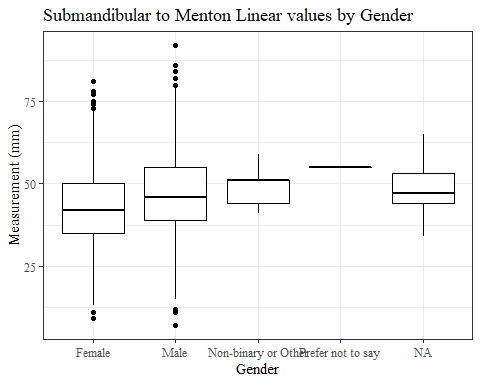 Submandibular to Menton Linear values by Gender
Measurement (mm)
75
50
25
Female Male Non-binary or Other Prefer not to say NA
Gender